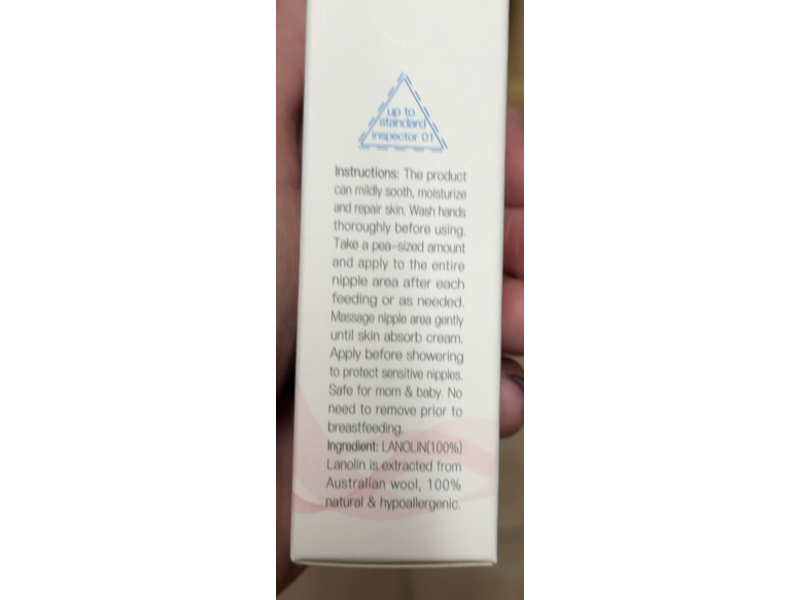 up to
standard
inspector 01
Instructions: The product
can mildly sooth, moisturize
and repair skin. Wash hands
thoroughly before using.
Take a pea-sized amount
and apply to the entire
nipple area after each
feeding or as needed.
Massage nipple area gently
until skin absorb cream.
Apply before showering
to protect sensitive nipples.
Safe for mom & baby. No
need to remove prior to
breastfeeding.
Ingredient: LANOLIN(100%)
Lanolin is extracted from
Australian wool, 100%
natural & hypoallergenic.